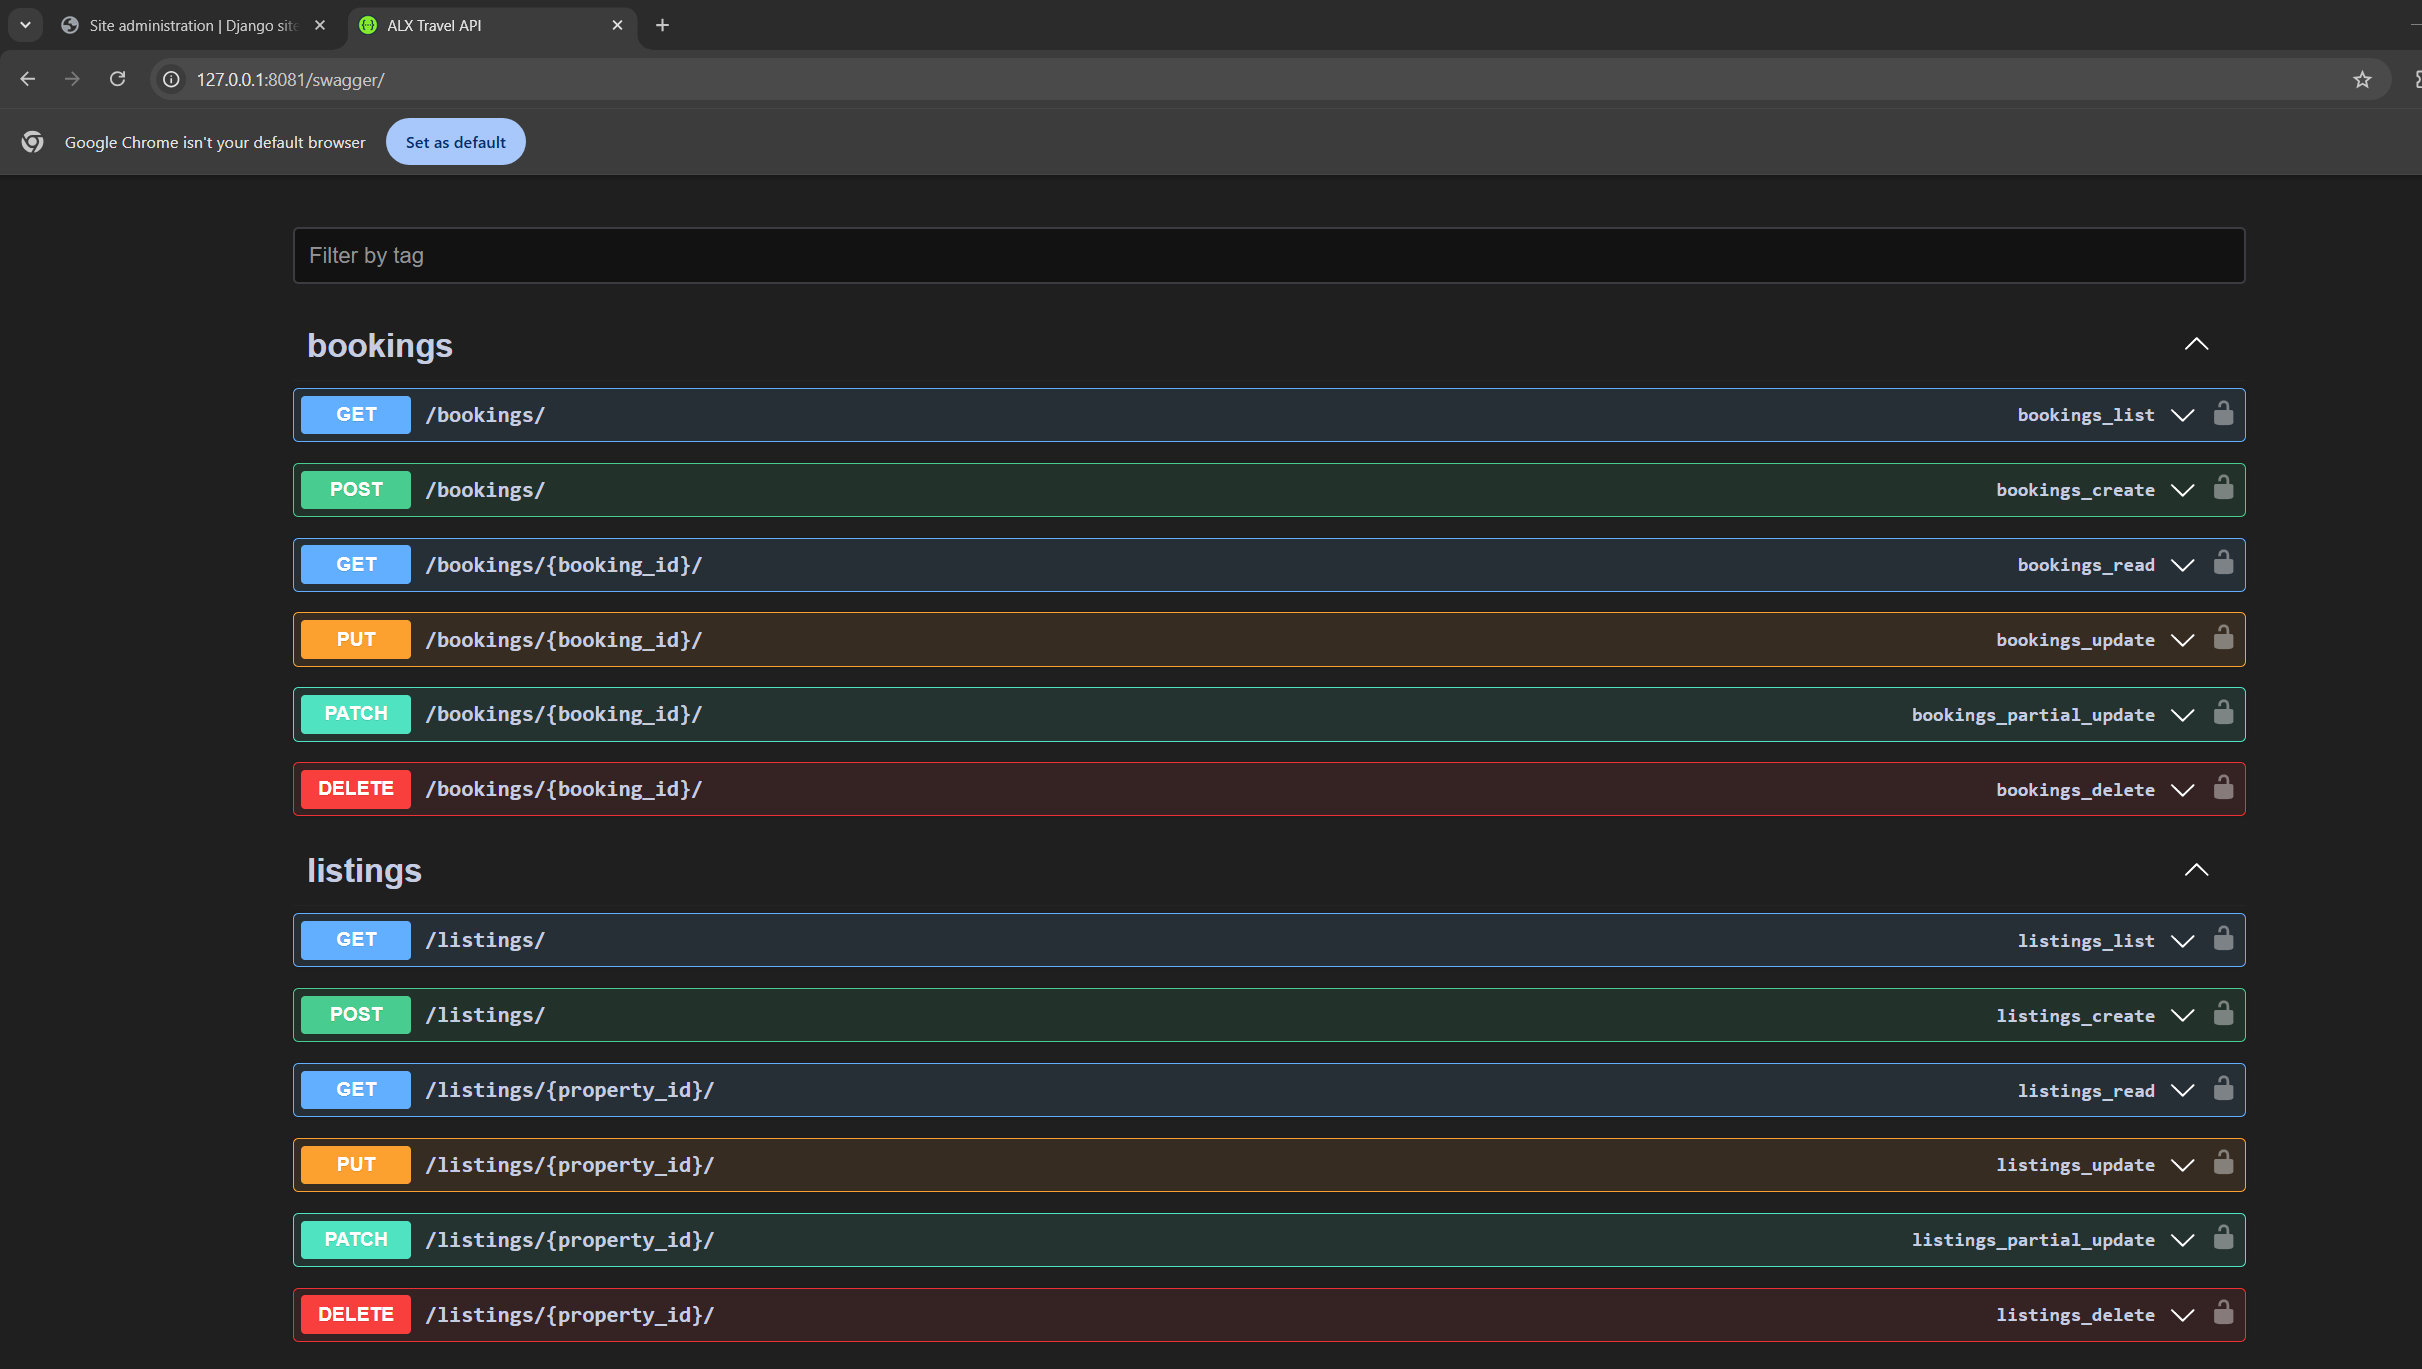 Site administration | Django site
ALX Travel API
127.0.0.1:8081/swagger/
Google Chrome isn't your default browser
Set as default
Filter by tag
bookings
GET /bookings/ bookings_list
POST /bookings/ bookings_create
GET /bookings/{booking_id}/ bookings_read
PUT /bookings/{booking_id}/ bookings_update
PATCH /bookings/{booking_id}/ bookings_partial_update
DELETE /bookings/{booking_id}/ bookings_delete
listings
GET /listings/ listings_list
POST /listings/ listings_create
GET /listings/{property_id}/ listings_read
PUT /listings/{property_id}/ listings_update
PATCH /listings/{property_id}/ listings_partial_update
DELETE /listings/{property_id}/ listings_delete